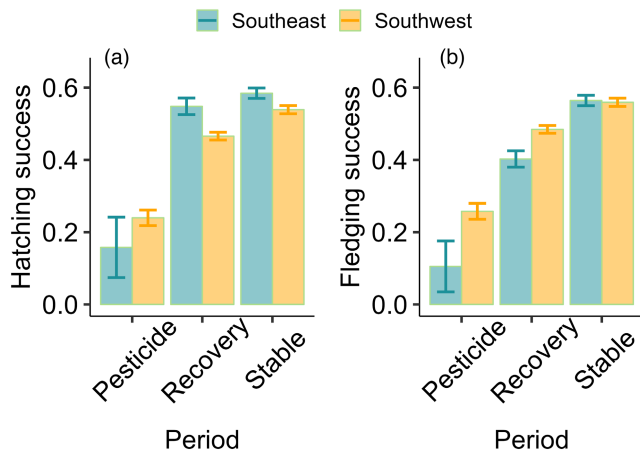 Southeast Southwest
(a) (b)
Hatching success
0.6
0.4
0.2
0.0
Pesticide
Recovery
Stable
Period
Fledging success
0.6
0.4
0.2
0.0
Pesticide
Recovery
Stable
Period